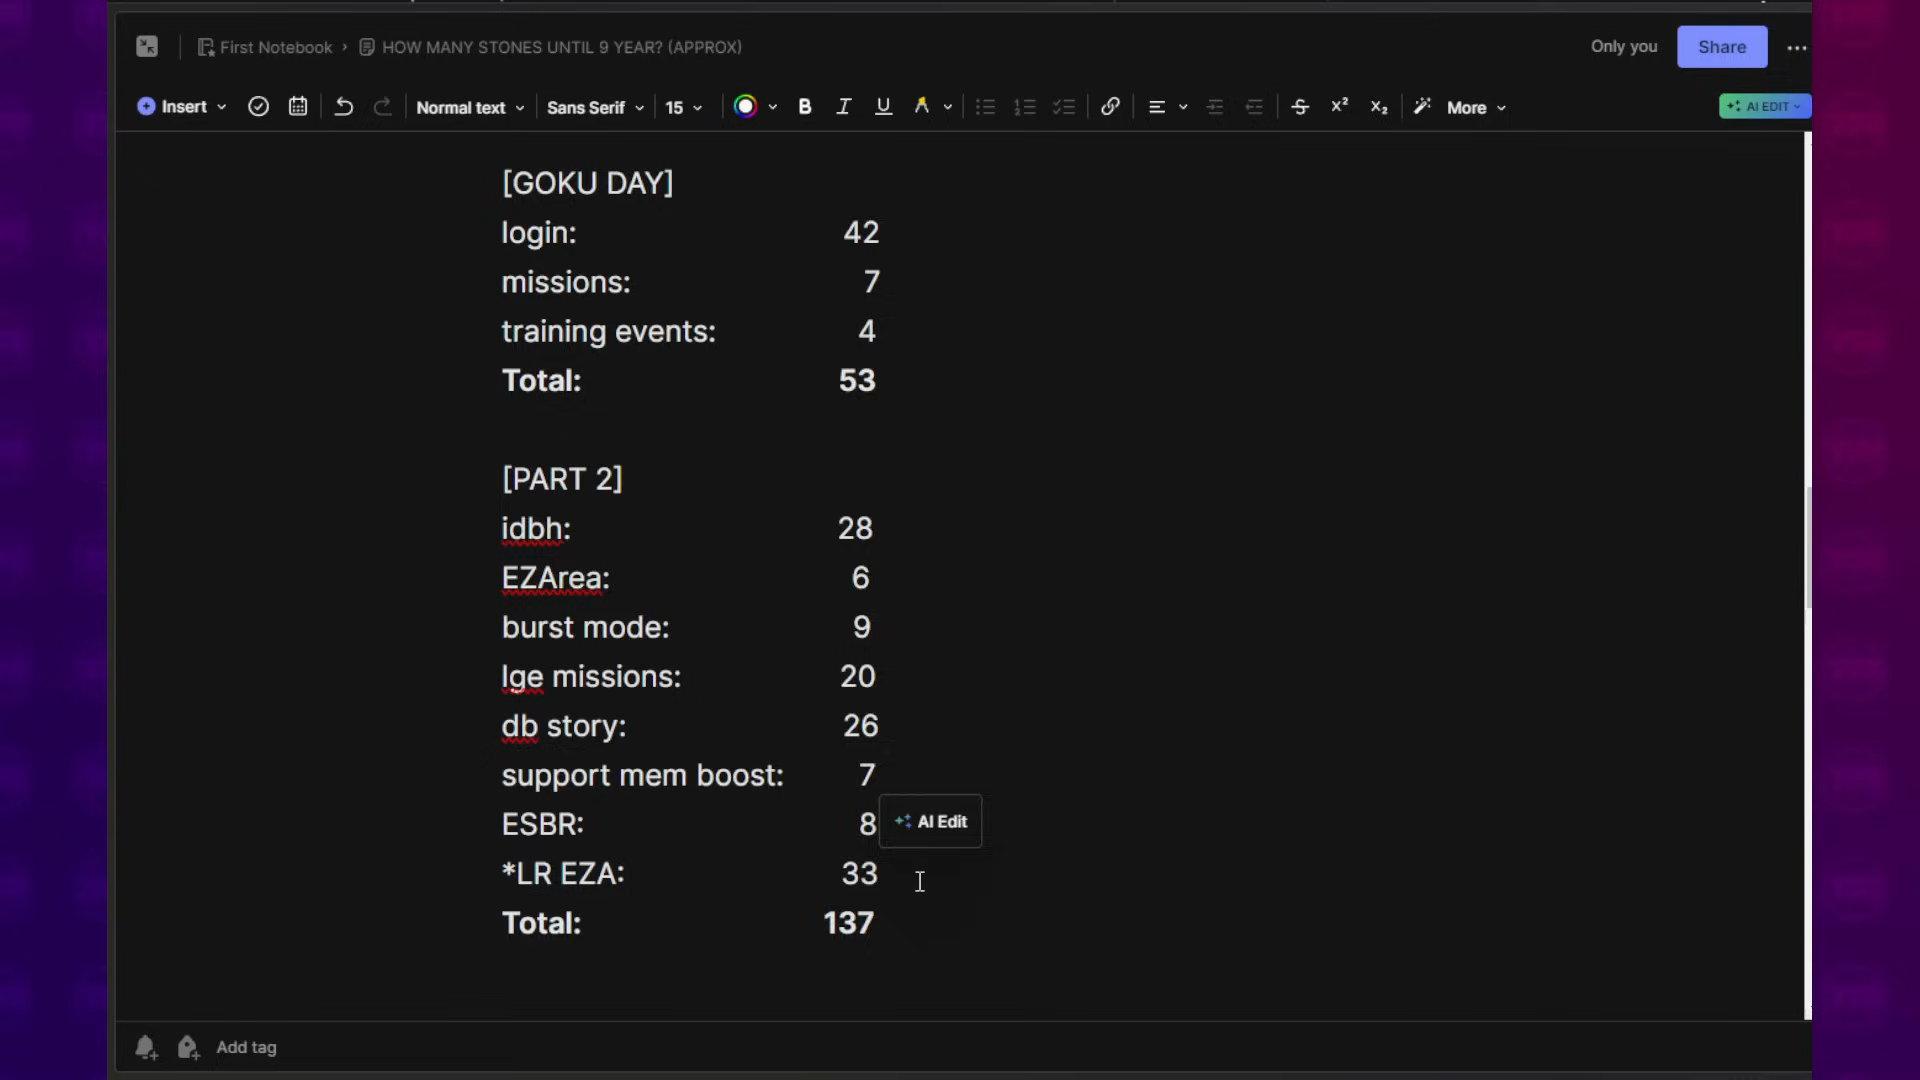 First Notebook › HOW MANY STONES UNTIL 9 YEAR? (APPROX) Only you Share
Insert Normal text Sans Serif 15 B I U More AI EDIT
[GOKU DAY]
login: 42
missions: 7
training events: 4
Total: 53
[PART 2]
idbh: 28
EZArea: 6
burst mode: 9
lge missions: 20
db story: 26
support mem boost: 7
ESBR: 8 AI Edit
*LR EZA: 33
Total: 137
Add tag